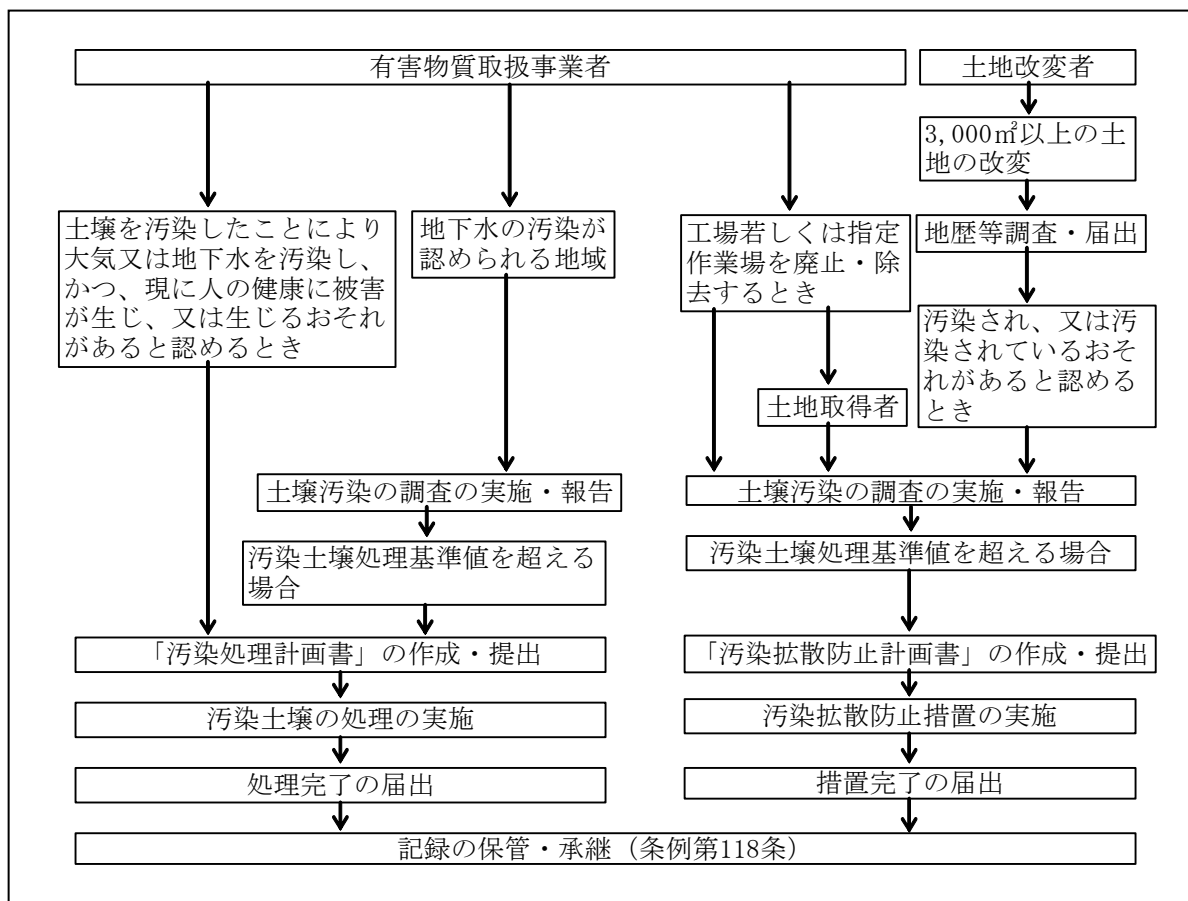 有害物質取扱事業者
土地改変者
3,000㎡以上の土
地の改変
土壌を汚染したことにより
大気又は地下水を汚染し、
かつ、現に人の健康に被害
が生じ、又は生じるおそれ
があると認めるとき
地下水の汚染が
認められる地域
工場若しくは指定
作業場を廃止・除
去するとき
地歴等調査・届出
汚染され、又は汚
染されているおそ
れがあると認める
とき
土地取得者
土壌汚染の調査の実施・報告
土壌汚染の調査の実施・報告
汚染土壌処理基準値を超える
場合
汚染土壌処理基準値を超える場合
「汚染処理計画書」の作成・提出
「汚染拡散防止計画書」の作成・提出
汚染土壌の処理の実施
汚染拡散防止措置の実施
処理完了の届出
措置完了の届出
記録の保管・承継（条例第118条）